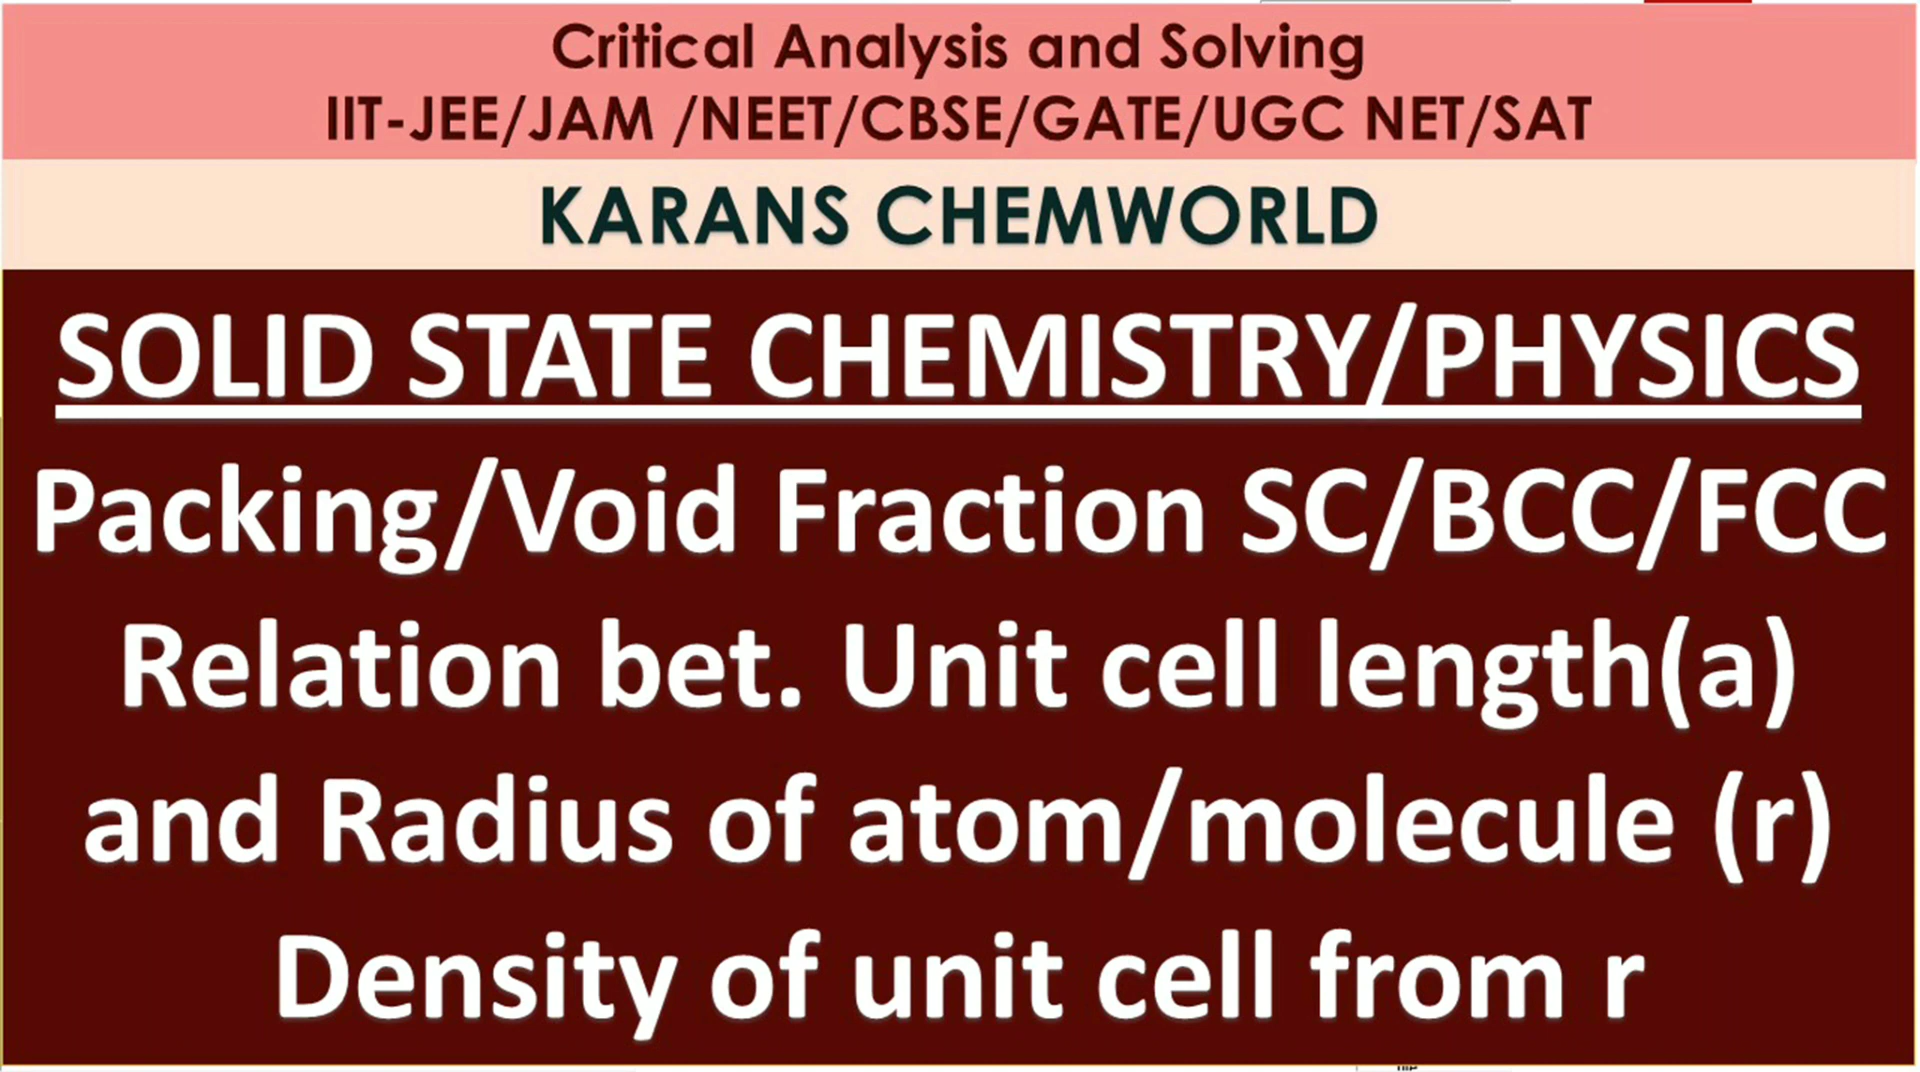 Critical Analysis and Solving
IIT-JEE/JAM /NEET/CBSE/GATE/UGC NET/SAT
KARANS CHEMWORLD
SOLID STATE CHEMISTRY/PHYSICS
Packing/Void Fraction SC/BCC/FCC
Relation bet. Unit cell length(a)
and Radius of atom/molecule (r)
Density of unit cell from r